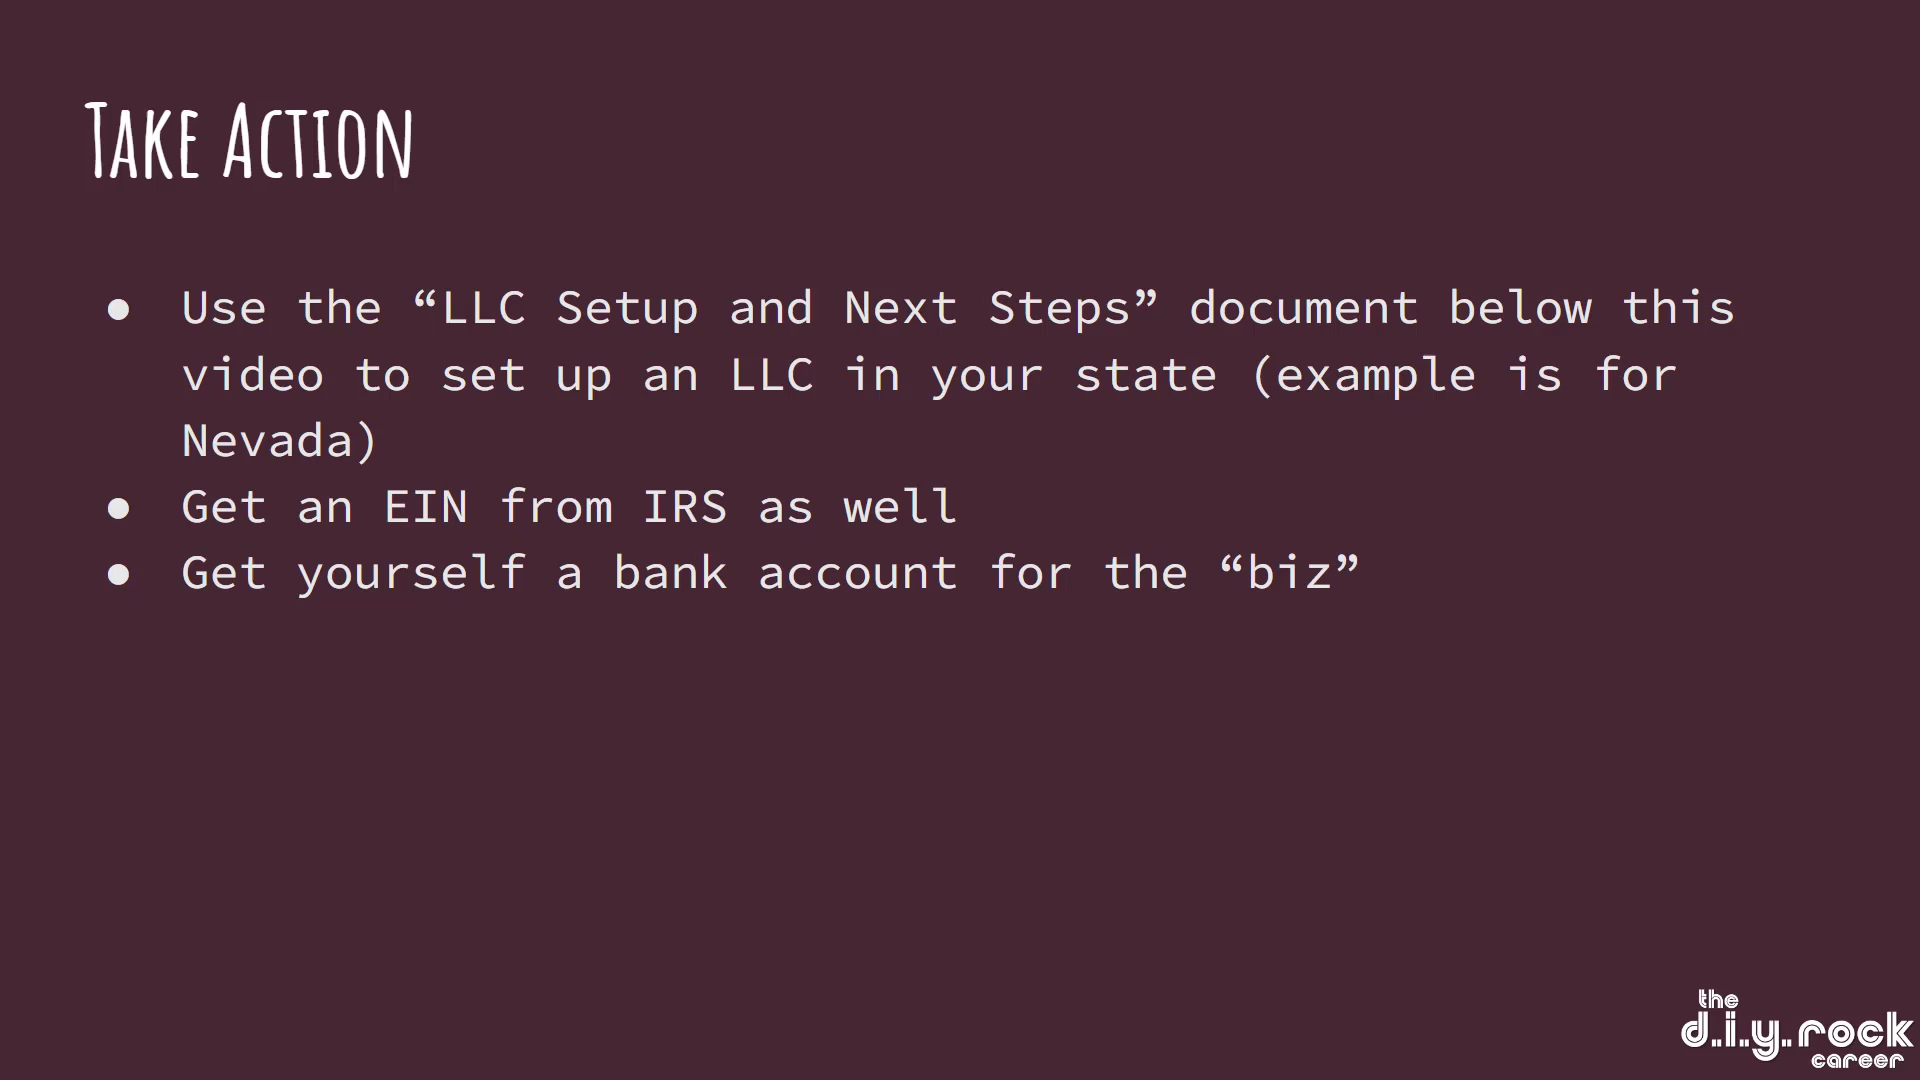 Take Action
● Use the “LLC Setup and Next Steps” document below this
video to set up an LLC in your state (example is for
Nevada)
● Get an EIN from IRS as well
● Get yourself a bank account for the “biz”
the
d.i.y.rock
career